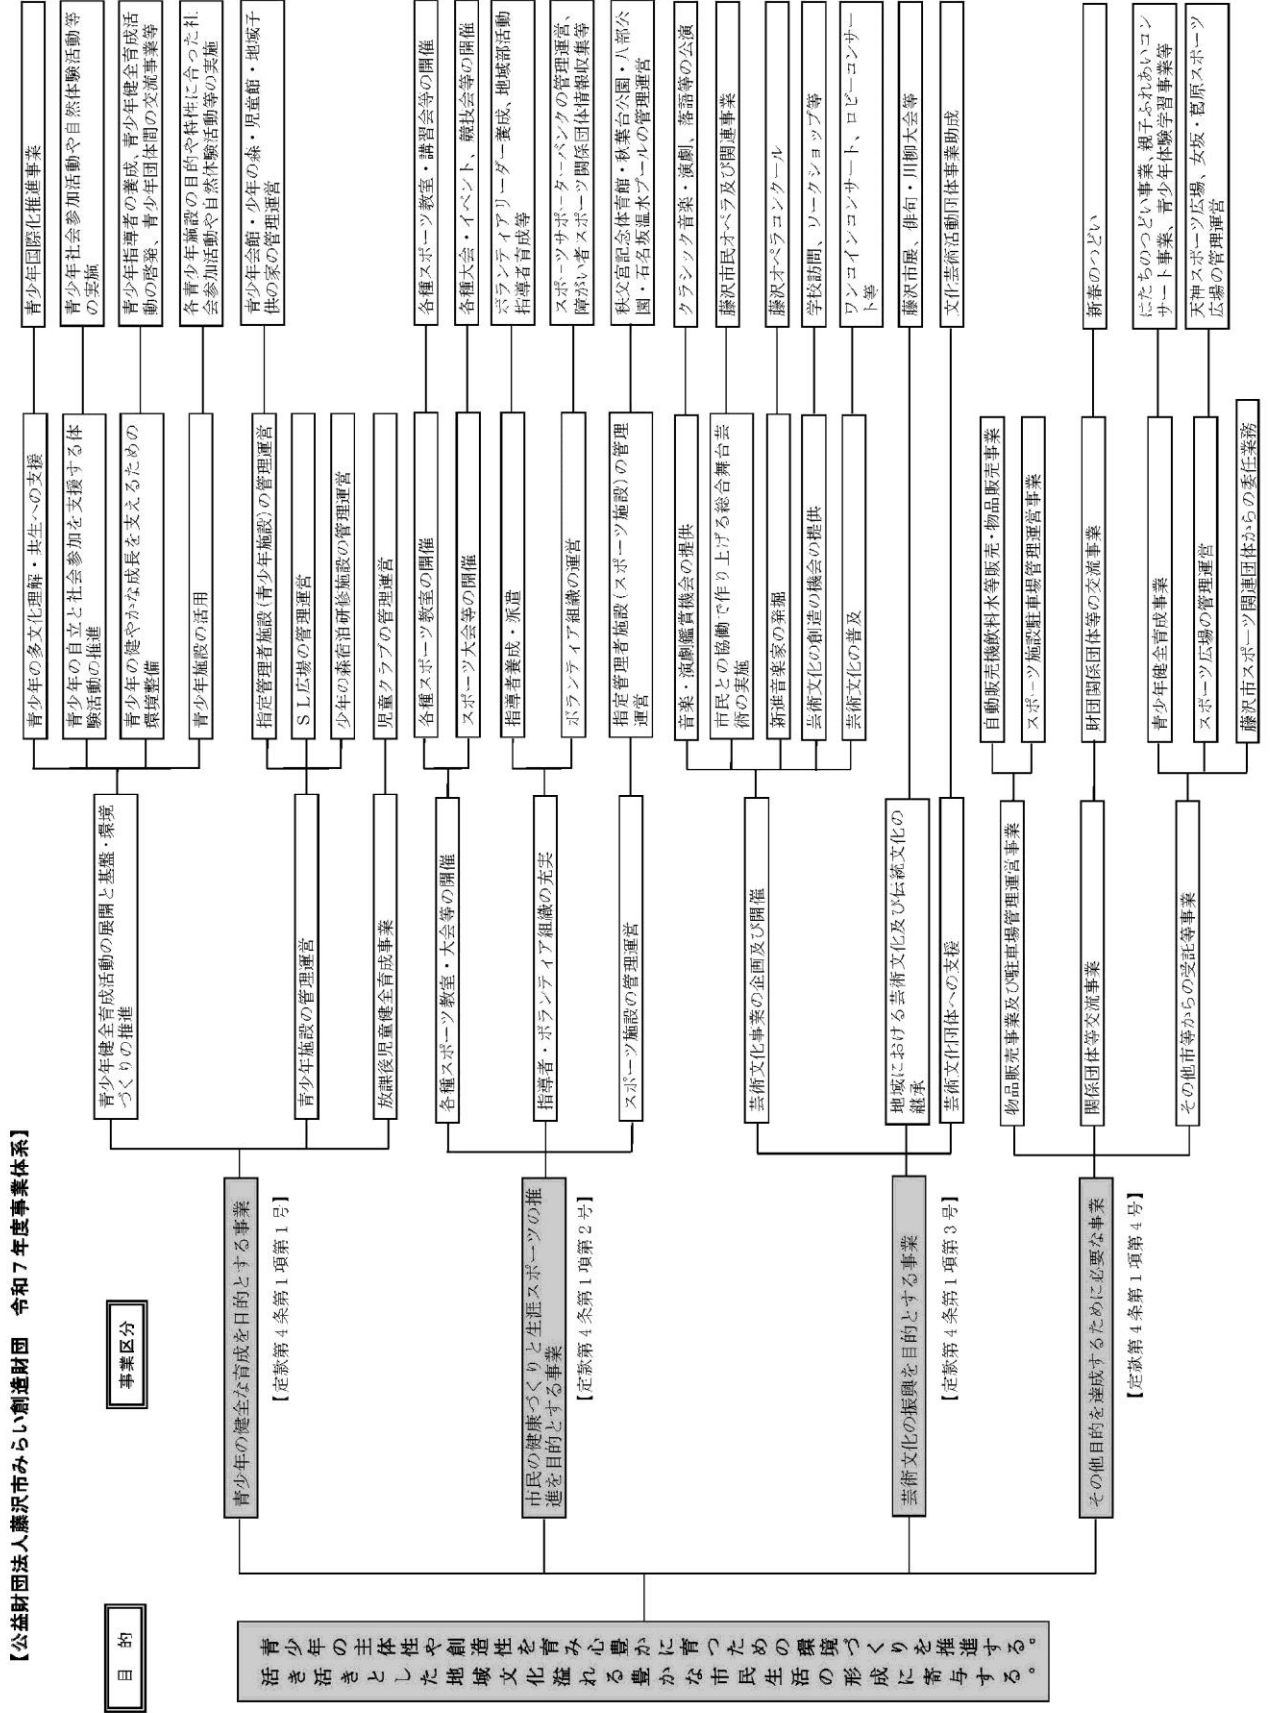 【公益財団法人藤沢市みらい創造財団　令和７年度事業体系】
目　的
事業区分
青少年の主体性や創造性を育み心豊かに育つための環境づくりを推進する。
活き活きとした地域文化溢れる豊かな市民生活の形成に寄与する。
青少年の健全な育成を目的とする事業
【定款第４条第１項第１号】
青少年健全育成活動の展開と基盤・環境
づくりの推進
青少年の多文化理解・共生への支援
青少年国際化推進事業
青少年の自立と社会参加を支援する体
験活動の推進
青少年社会参加活動や自然体験活動等
の実施
青少年の健やかな成長を支えるための
環境整備
青少年指導者の養成、青少年健全育成活
動の啓発、青少年団体間の交流事業等
青少年施設の活用
各青少年施設の目的や特性に合った社
会参加活動や自然体験活動等の実施
青少年施設の管理運営
指定管理者施設(青少年施設)の管理運営
青少年会館・少年の森・児童館・地域子
供の家の管理運営
ＳＬ広場の管理運営
少年の森宿泊研修施設の管理運営
放課後児童健全育成事業
児童クラブの管理運営
市民の健康づくりと生涯スポーツの推
進を目的とする事業
【定款第４条第１項第２号】
各種スポーツ教室・大会等の開催
各種スポーツ教室の開催
各種スポーツ教室・講習会等の開催
スポーツ大会等の開催
各種大会・イベント、競技会等の開催
指導者・ボランティア組織の充実
指導者養成・派遣
ボランティアリーダー養成、地域部活動
指導者育成等
ボランティア組織の運営
スポーツサポーターバンクの管理運営、
障がい者スポーツ関係団体情報収集等
スポーツ施設の管理運営
指定管理者施設(スポーツ施設)の管理
運営
秩父宮記念体育館・秋葉台公園・八部公
園・石名坂温水プールの管理運営
芸術文化の振興を目的とする事業
【定款第４条第１項第３号】
芸術文化事業の企画及び開催
音楽・演劇鑑賞機会の提供
クラシック音楽・演劇、落語等の公演
市民との協働で作り上げる総合舞台芸
術の実施
藤沢市民オペラ及び関連事業
新進音楽家の発掘
藤沢オペラコンクール
芸術文化の創造の機会の提供
学校訪問、ワークショップ等
芸術文化の普及
ワンコインコンサート、ロビーコンサー
ト等
地域における芸術文化及び伝統文化の
継承
藤沢市展、俳句・川柳大会等
芸術文化団体への支援
文化芸術活動団体事業助成
その他目的を達成するために必要な事業
【定款第４条第１項第４号】
物品販売事業及び駐車場管理運営事業
自動販売機飲料水等販売・物品販売事業
スポーツ施設駐車場管理運営事業
関係団体等交流事業
財団関係団体等の交流事業
新春のつどい
その他市等からの受託等事業
青少年健全育成事業
はたちのつどい事業、親子ふれあいコン
サート事業、青少年体験学習事業等
スポーツ広場の管理運営
天神スポーツ広場、女坂・葛原スポーツ
広場の管理運営
藤沢市スポーツ関連団体からの委任業務